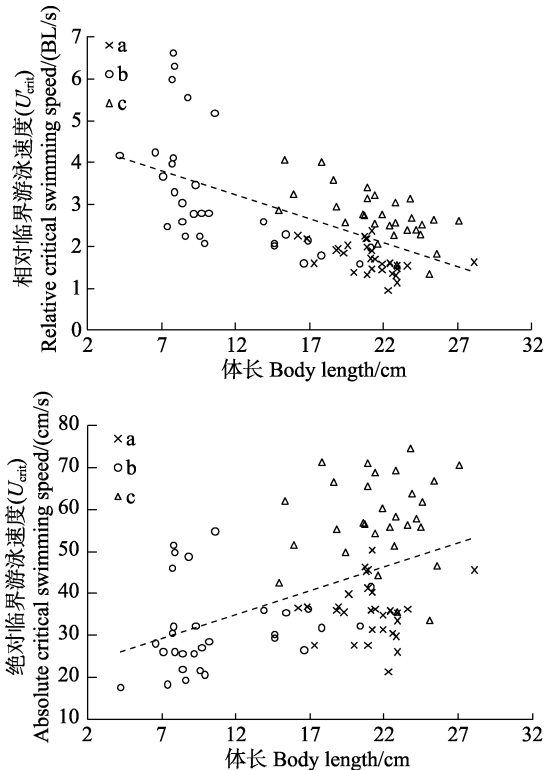 7
6
5
4
3
2
1
0
a
b
c
相对临界游泳速度(U'crit)
Relative critical swimming speed/(BL/s)
2 7 12 17 22 27 32
体长 Body length/cm
80
70
60
50
40
30
20
10
a
b
c
绝对临界游泳速度(Ucrit)
Absolute critical swimming speed/(cm/s)
2 7 12 17 22 27 32
体长 Body length/cm